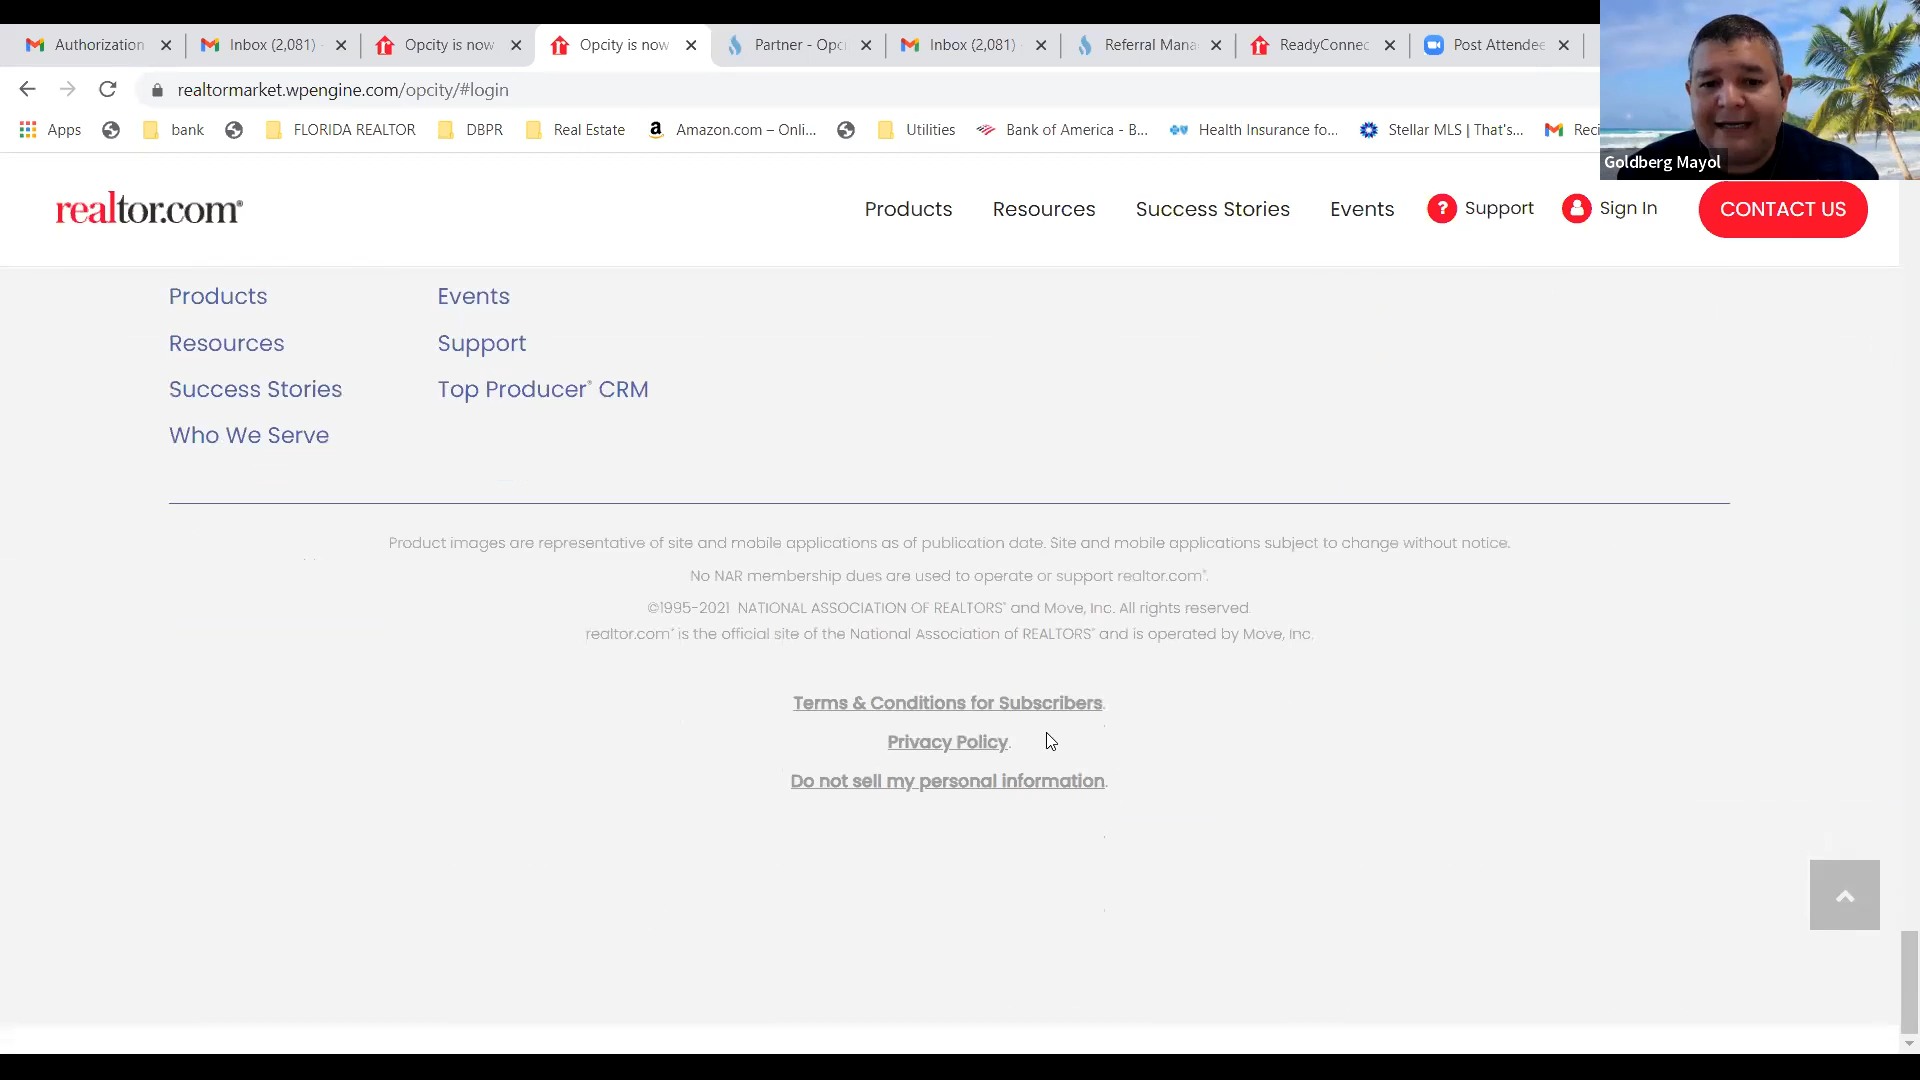 Authorization
Inbox (2,081)
Opcity is now
Opcity is now
Partner - Opc
Inbox (2,081)
Referral Mana
ReadyConnec
Post Attendee
realtormarket.wpengine.com/opcity/#login
Apps
bank
FLORIDA REALTOR
DBPR
Real Estate
Amazon.com – Onli...
Utilities
Bank of America - B...
Health Insurance fo...
Stellar MLS | That's...
Reci
Goldberg Mayol
realtor.com®
Products
Resources
Success Stories
Events
? Support
Sign In
CONTACT US
Products
Events
Resources
Support
Success Stories
Top Producer® CRM
Who We Serve
Product images are representative of site and mobile applications as of publication date. Site and mobile applications subject to change without notice.
No NAR membership dues are used to operate or support realtor.com®.
©1995-2021 NATIONAL ASSOCIATION OF REALTORS® and Move, Inc. All rights reserved.
realtor.com® is the official site of the National Association of REALTORS® and is operated by Move, Inc.
Terms & Conditions for Subscribers.
Privacy Policy.
Do not sell my personal information.